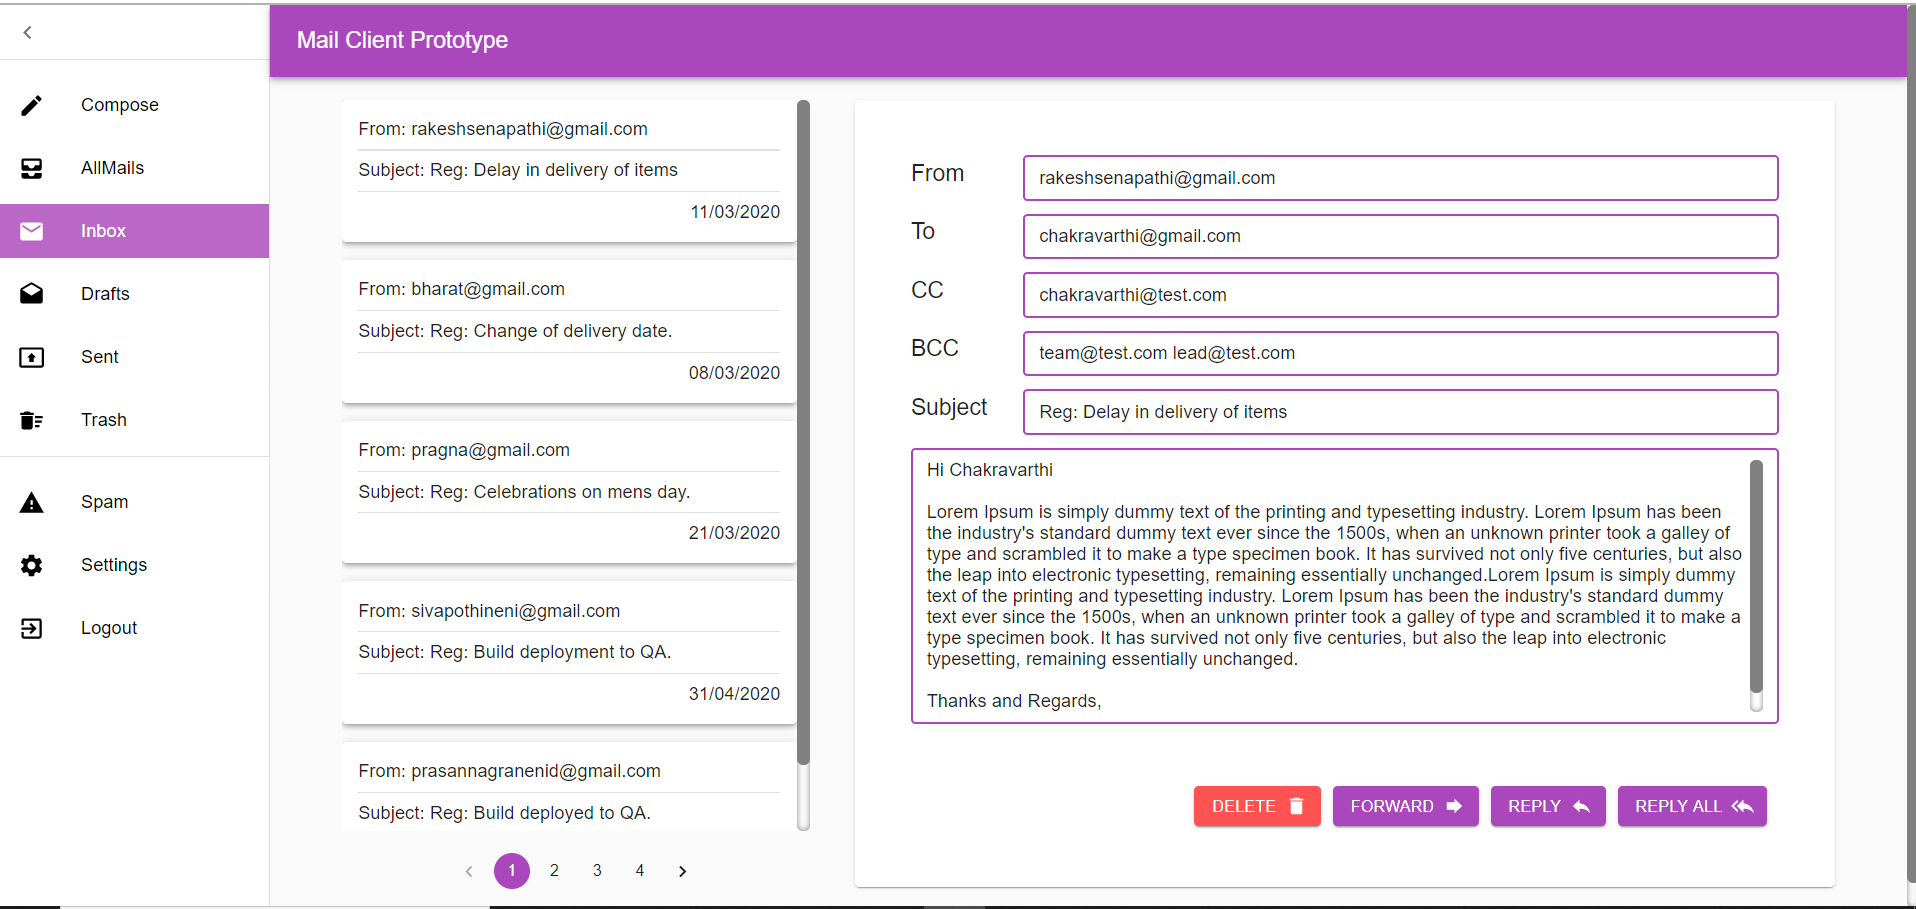 Mail Client Prototype
Compose
AllMails
Inbox
Drafts
Sent
Trash
Spam
Settings
Logout
From: rakeshsenapathi@gmail.com
Subject: Reg: Delay in delivery of items
11/03/2020
From: bharat@gmail.com
Subject: Reg: Change of delivery date.
08/03/2020
From: pragna@gmail.com
Subject: Reg: Celebrations on mens day.
21/03/2020
From: sivapothineni@gmail.com
Subject: Reg: Build deployment to QA.
31/04/2020
From: prasannagranenid@gmail.com
Subject: Reg: Build deployed to QA.
1 2 3 4
From rakeshsenapathi@gmail.com
To chakravarthi@gmail.com
CC chakravarthi@test.com
BCC team@test.com lead@test.com
Subject Reg: Delay in delivery of items
Hi Chakravarthi
Lorem Ipsum is simply dummy text of the printing and typesetting industry. Lorem Ipsum has been
the industry's standard dummy text ever since the 1500s, when an unknown printer took a galley of
type and scrambled it to make a type specimen book. It has survived not only five centuries, but also
the leap into electronic typesetting, remaining essentially unchanged.Lorem Ipsum is simply dummy
text of the printing and typesetting industry. Lorem Ipsum has been the industry's standard dummy
text ever since the 1500s, when an unknown printer took a galley of type and scrambled it to make a
type specimen book. It has survived not only five centuries, but also the leap into electronic
typesetting, remaining essentially unchanged.
Thanks and Regards,
DELETE FORWARD REPLY REPLY ALL